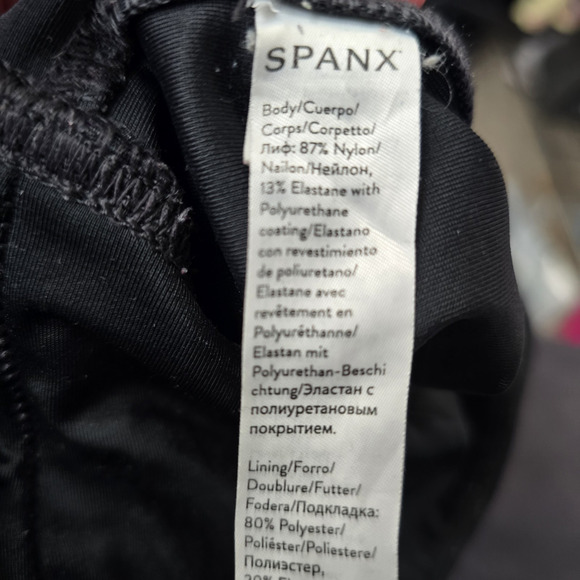 SPANX
Body/Cuerpo/
Corps/Corpetto/
Лиф: 87% Nylon/
Nailon/Нейлон,
13% Elastane with
Polyurethane
coating/Elastano
con revestimiento
de poliuretano/
Elastane avec
revêtement en
Polyuréthanne/
Elastan mit
Polyurethan-Beschi
chtung/Эластан с
полиуретановым
покрытием.
Lining/Forro/
Doublure/Futter/
Fodera/Подкладка:
80% Polyester/
Poliéster/Poliestere/
Полиэстер,